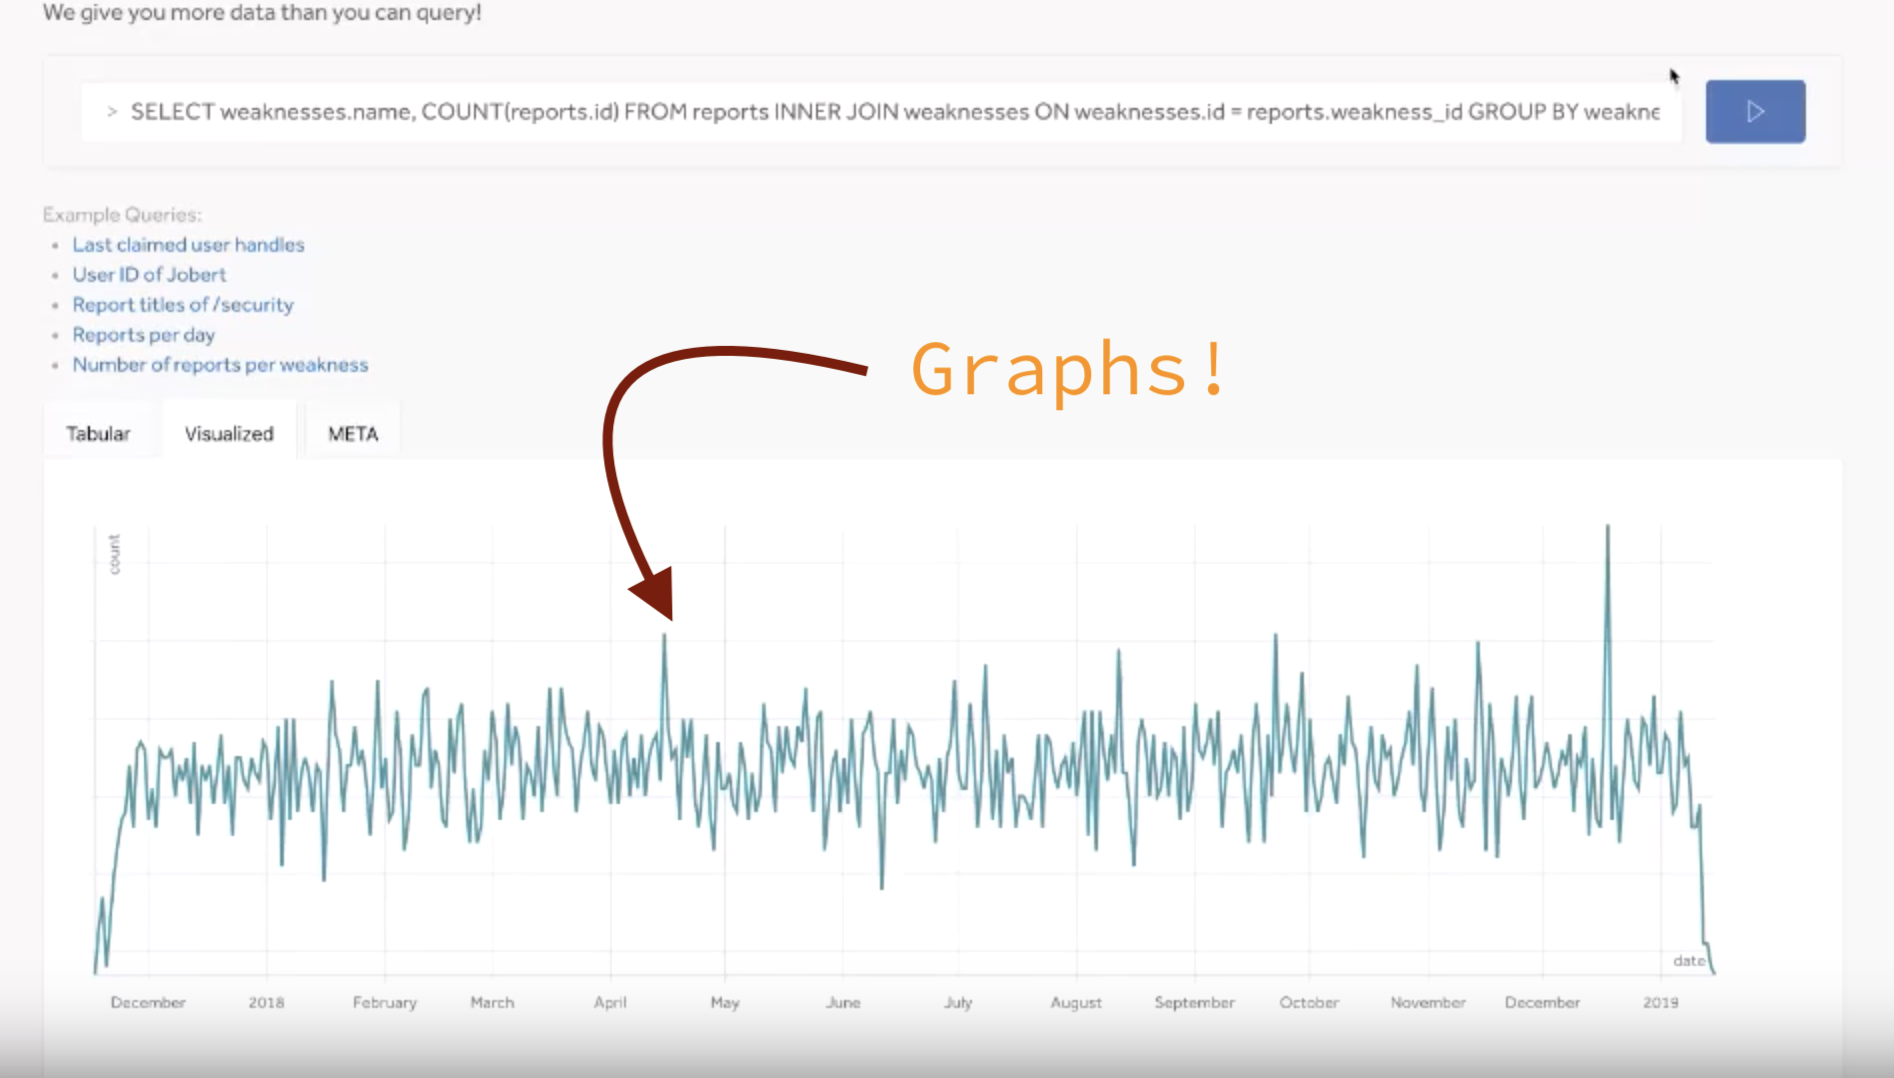 We give you more data than you can query!
> SELECT weaknesses.name, COUNT(reports.id) FROM reports INNER JOIN weaknesses ON weaknesses.id = reports.weakness_id GROUP BY weakne
Example Queries:
• Last claimed user handles
• User ID of Jobert
• Report titles of /security
• Reports per day
• Number of reports per weakness
Graphs!
Tabular Visualized META
count
date
December 2018 February March April May June July August September October November December 2019